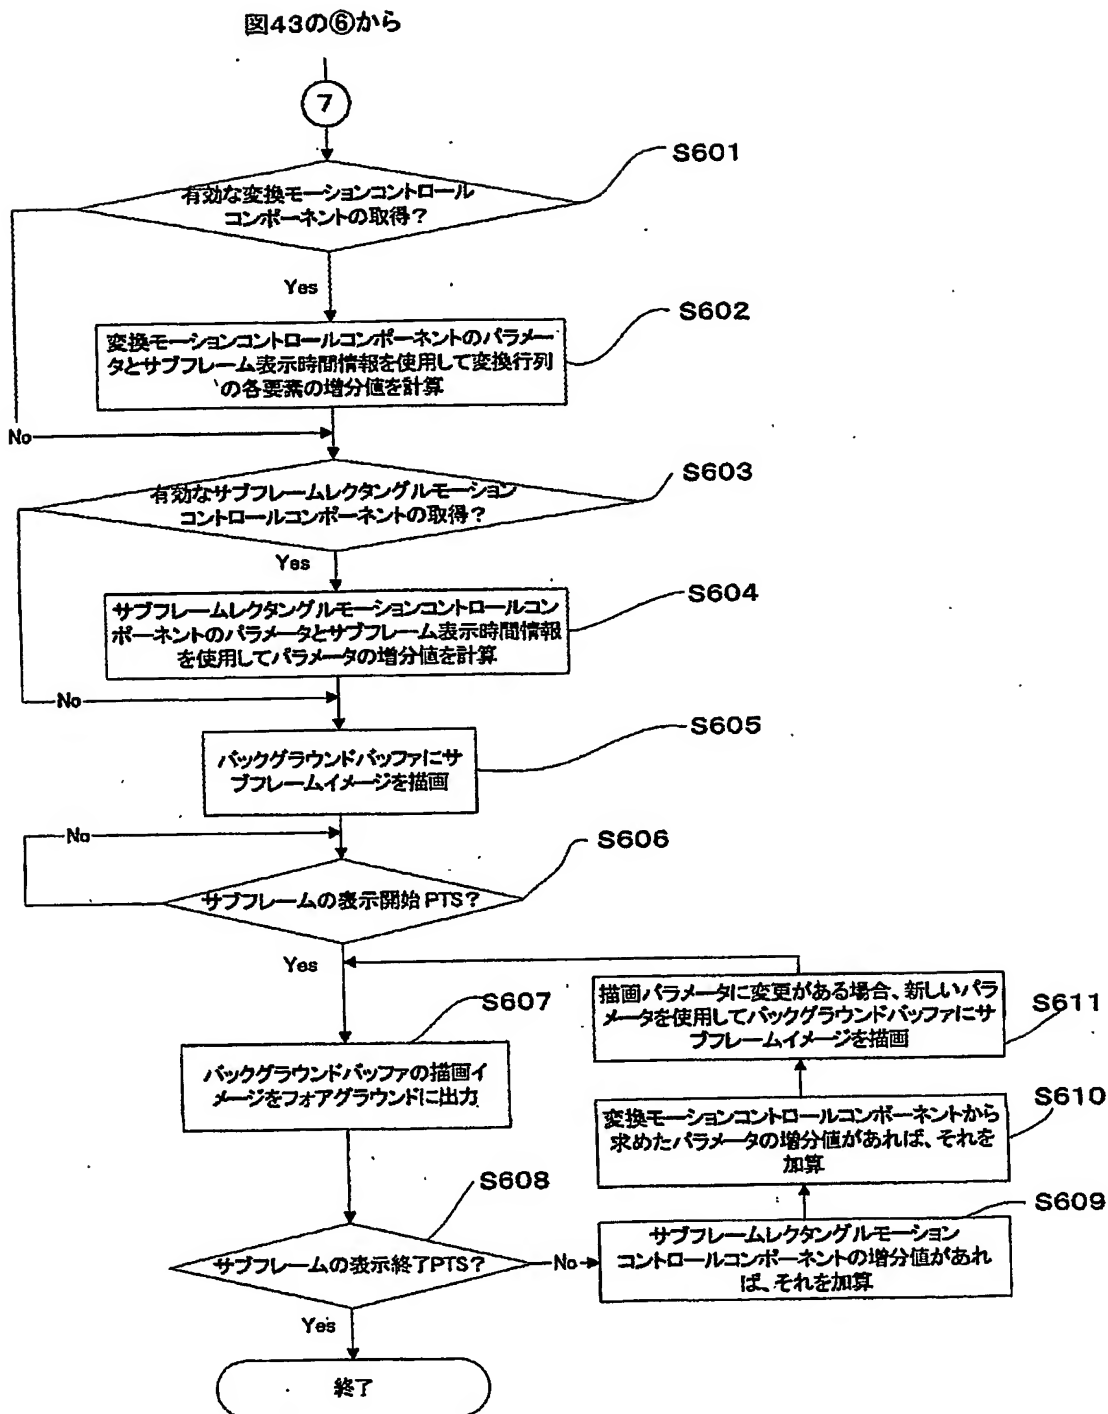 図43の⑥から
7
S601
有効な変換モーションコントロール
コンポーネントの取得?
Yes
S602
変換モーションコントロールコンポーネントのパラメー
タとサブフレーム表示時間情報を使用して変換行列
の各要素の増分値を計算
No
S603
有効なサブフレームレクタングルモーション
コントロールコンポーネントの取得?
Yes
S604
サブフレームレクタングルモーションコントロールコン
ポーネントのパラメータとサブフレーム表示時間情報
を使用してパラメータの増分値を計算
No
S605
バックグラウンドバッファにサ
ブフレームイメージを描画
No
S606
サブフレームの表示開始PTS?
Yes
S607
バックグラウンドバッファの描画イ
メージをフォアグラウンドに出力
S608
サブフレームの表示終了PTS?
No
S609
サブフレームレクタングルモーション
コントロールコンポーネントの増分値があれ
ば、それを加算
S610
変換モーションコントロールコンポーネントから
求めたパラメータの増分値があれば、それを
加算
S611
描画パラメータに変更がある場合、新しいパラ
メータを使用してバックグラウンドバッファにサ
ブフレームイメージを描画
Yes
終了